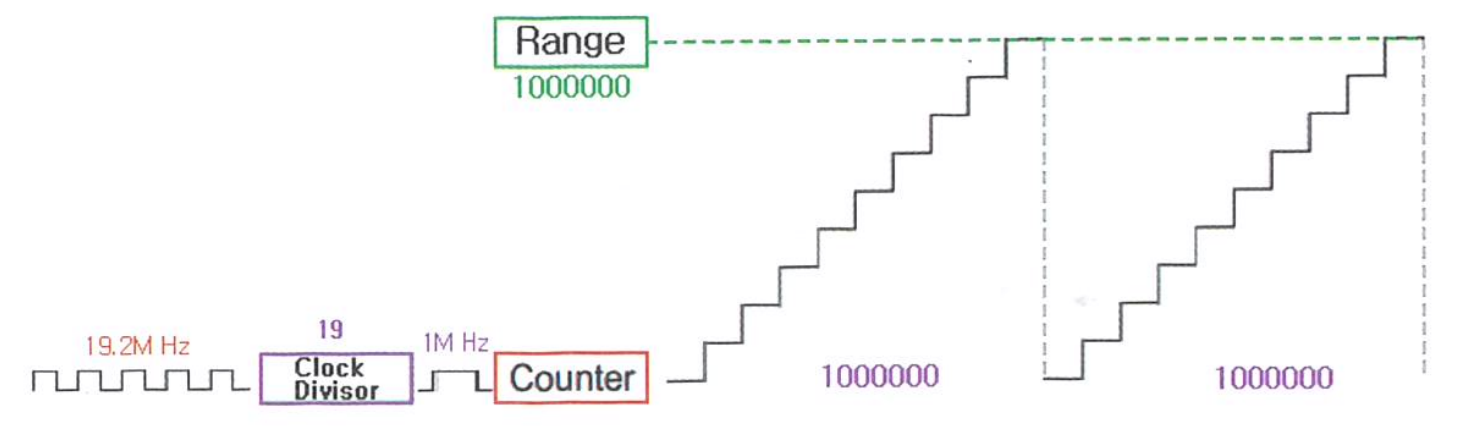 Range
1000000
19.2M Hz
19
Clock
Divisor
1M Hz
Counter
1000000
1000000